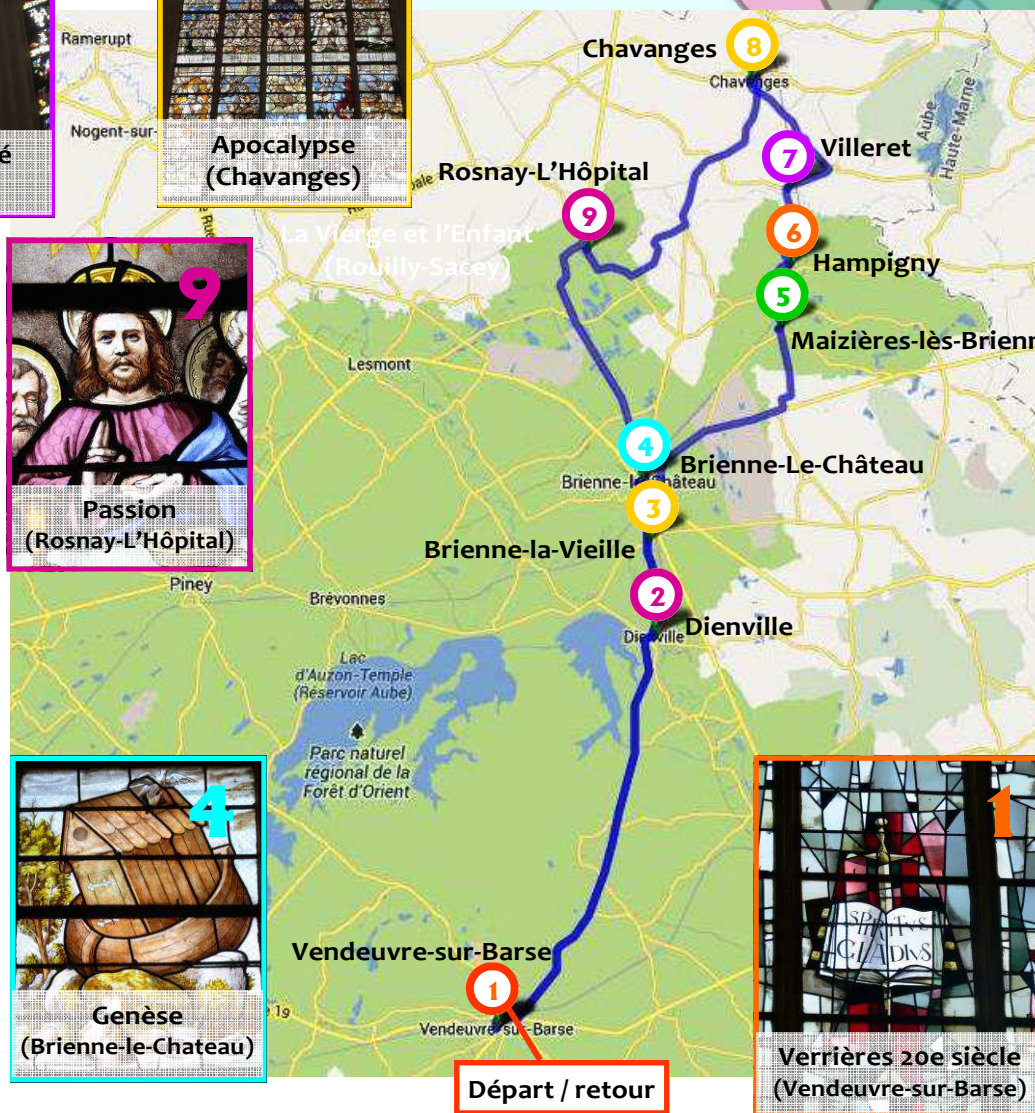 Ramerupt
Nogent-sur-
é
Apocalypse
(Chavanges)
Chavanges
8
Chavanges
Aube
Haute-Marne
7
Villeret
Rosnay-L'Hôpital
9
La Vierge et l'Enfant
(Rouilly-Sacey)
6
Hampigny
5
Maizières-lès-Brienn
9
Passion
(Rosnay-L'Hôpital)
Lesmont
4
Brienne-Le-Château
Brienne-le-Château
3
Brienne-la-Vieille
Piney
Brévonnes
2
Dienville
Dienville
Lac
d'Auzon-Temple
(Réservoir Aube)
Parc naturel
régional de la
Forêt d'Orient
4
Genèse
(Brienne-le-Chateau)
19
Vendeuvre-sur-Barse
1
Vendeuvre-sur-Barse
Départ / retour
1
SPIRITUS
GLADIUS
Verrières 20e siècle
(Vendeuvre-sur-Barse)